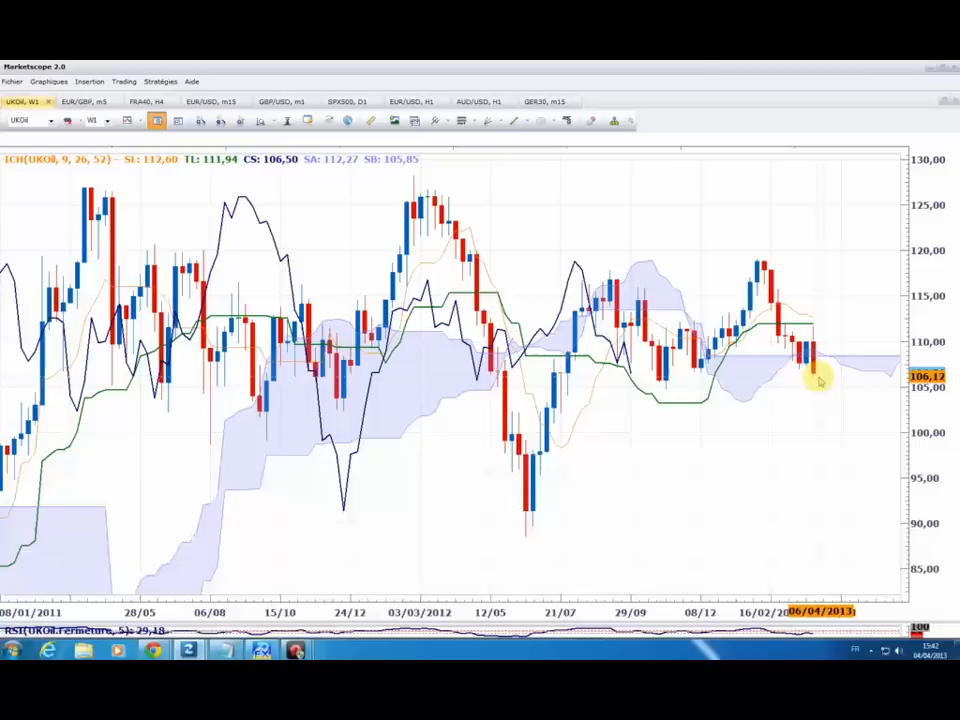 Marketscope 2.0
Fichier Graphiques Insertion Trading Stratégies Aide
UKOil, W1 EUR/GBP, m5 FRA40, H4 EUR/USD, m15 GBP/USD, m1 SPX500, D1 EUR/USD, H1 AUD/USD, H1 GER30, m15
UKOil W1
ICH(UKOil, 9, 26, 52) - SL: 112,60 TL: 111,94 CS: 106,50 SA: 112,27 SB: 105,85
130,00
125,00
120,00
115,00
110,00
106,12
105,00
100,00
95,00
90,00
85,00
08/01/2011 28/05 06/08 15/10 24/12 03/03/2012 12/05 21/07 29/09 08/12 16/02/20 06/04/2013
RSI(UKOil.Fermeture, 5): 29,18
100
FR 15:42
04/04/2013